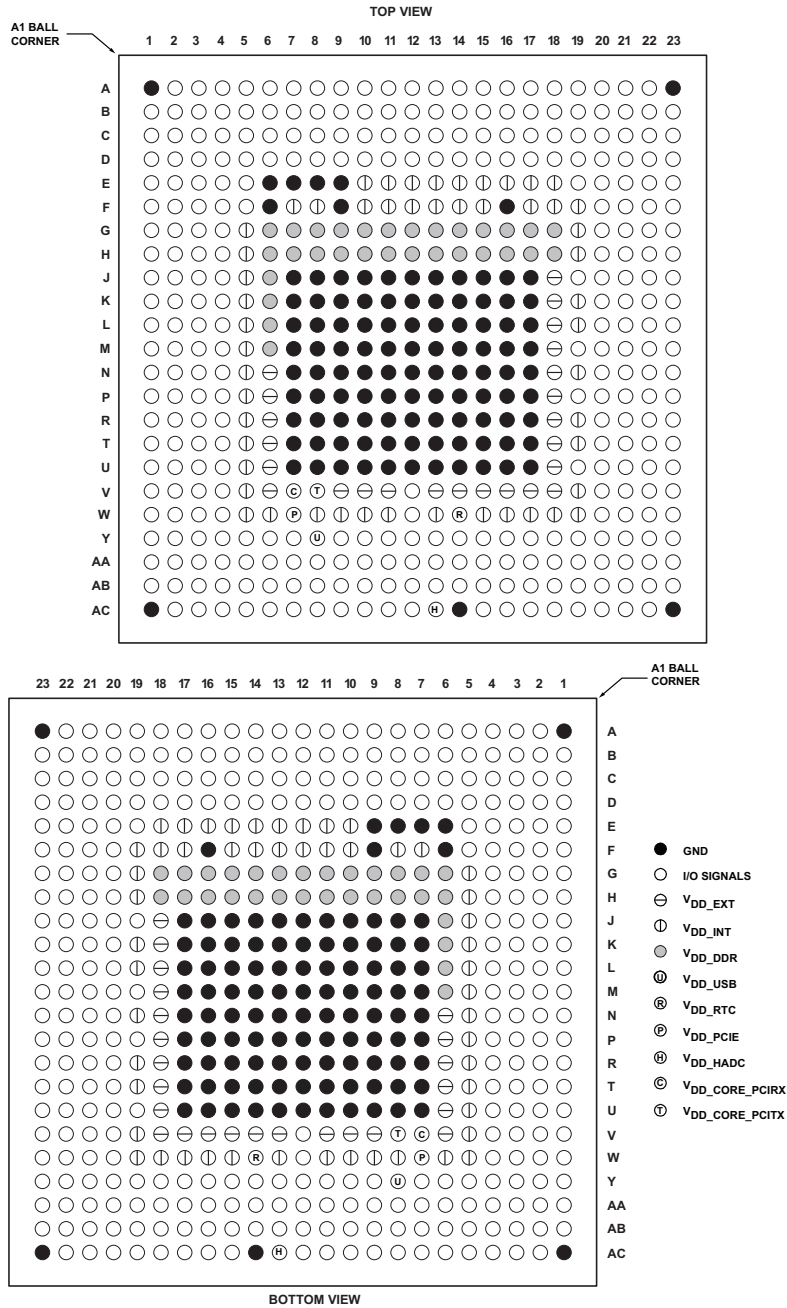 TOP VIEW
A1 BALL
CORNER
1 2 3 4 5 6 7 8 9 10 11 12 13 14 15 16 17 18 19 20 21 22 23
A
B
C
D
E
F
G
H
J
K
L
M
N
P
R
T
U
V C T
W P R
Y U
AA
AB
AC H
A1 BALL
CORNER
23 22 21 20 19 18 17 16 15 14 13 12 11 10 9 8 7 6 5 4 3 2 1
A
B
C
D
E
F
G
H
J
K
L
M
N
P
R
T
U
T C V
R P W
U Y
AA
AB
H AC
GND
I/O SIGNALS
VDD_EXT
VDD_INT
VDD_DDR
U VDD_USB
R VDD_RTC
P VDD_PCIE
H VDD_HADC
C VDD_CORE_PCIRX
T VDD_CORE_PCITX
BOTTOM VIEW